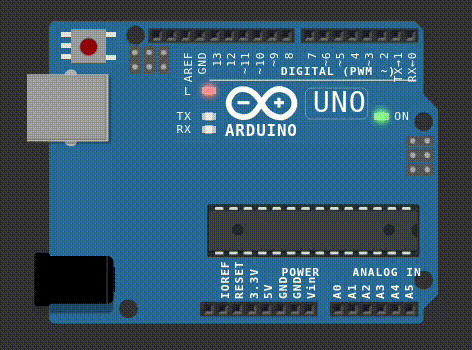 AREF
GND
13
12
~11
~10
~9
8
7
~6
~5
4
~3
2
TX→1
RX←0
DIGITAL (PWM ~)
L
TX
RX
UNO
ON
ARDUINO
IOREF
RESET
3.3V
5V
GND
GND
Vin
POWER
ANALOG IN
A0
A1
A2
A3
A4
A5